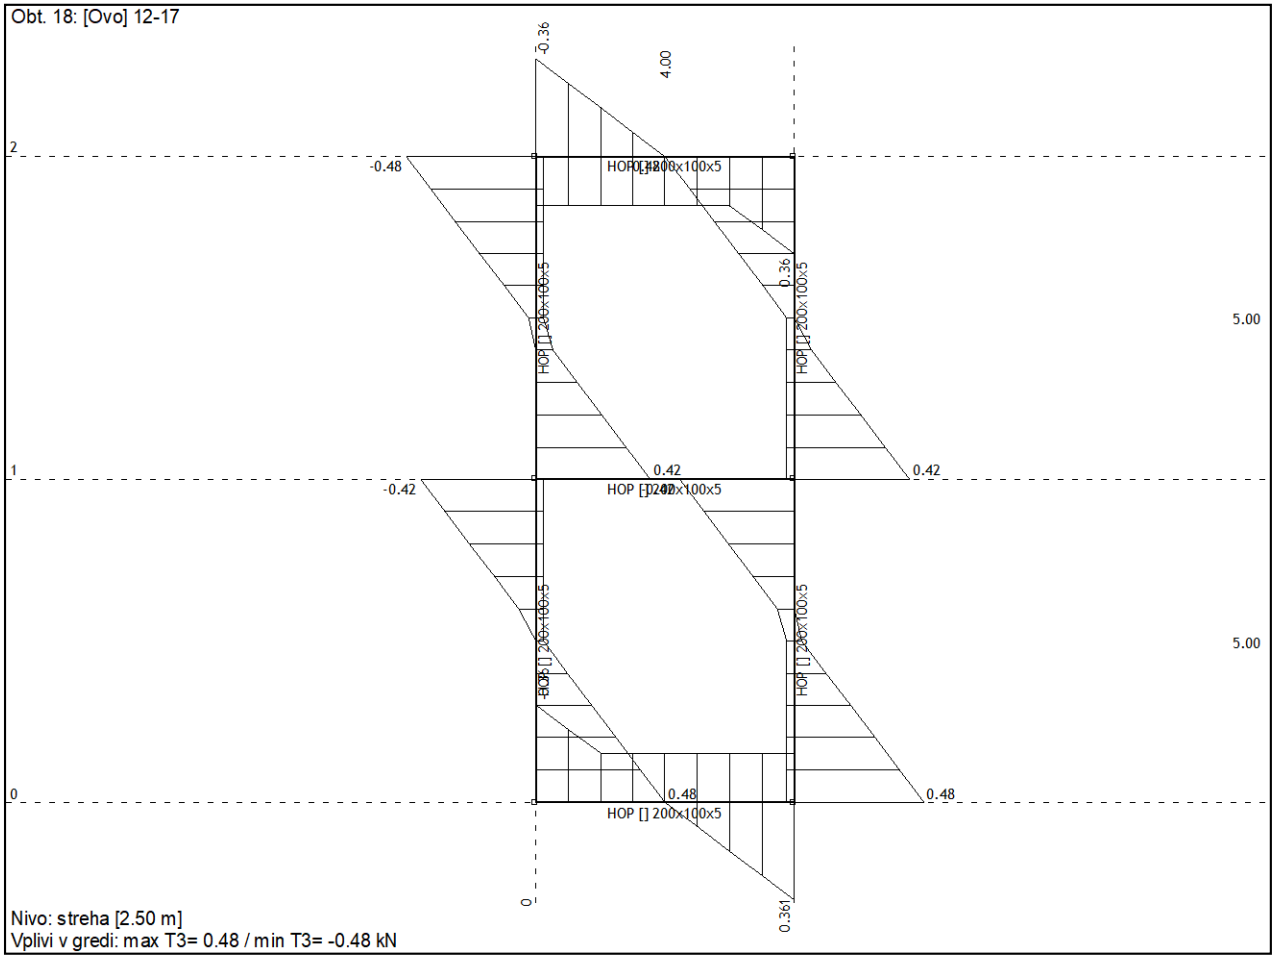 Obt. 18: [Ovo] 12-17
-0.36
4.00
2
-0.48
HOP [] 200x100x5
0.36
HOP [] 200x100x5
HOP [] 200x100x5
5.00
1
0.42
0.42
-0.42
HOP [] 200x100x5
HOP [] 200x100x5
HOP [] 200x100x5
5.00
0
0.48
0.48
HOP [] 200x100x5
0
0.36
1
Nivo: streha [2.50 m]
Vplivi v gredi: max T3= 0.48 / min T3= -0.48 kN